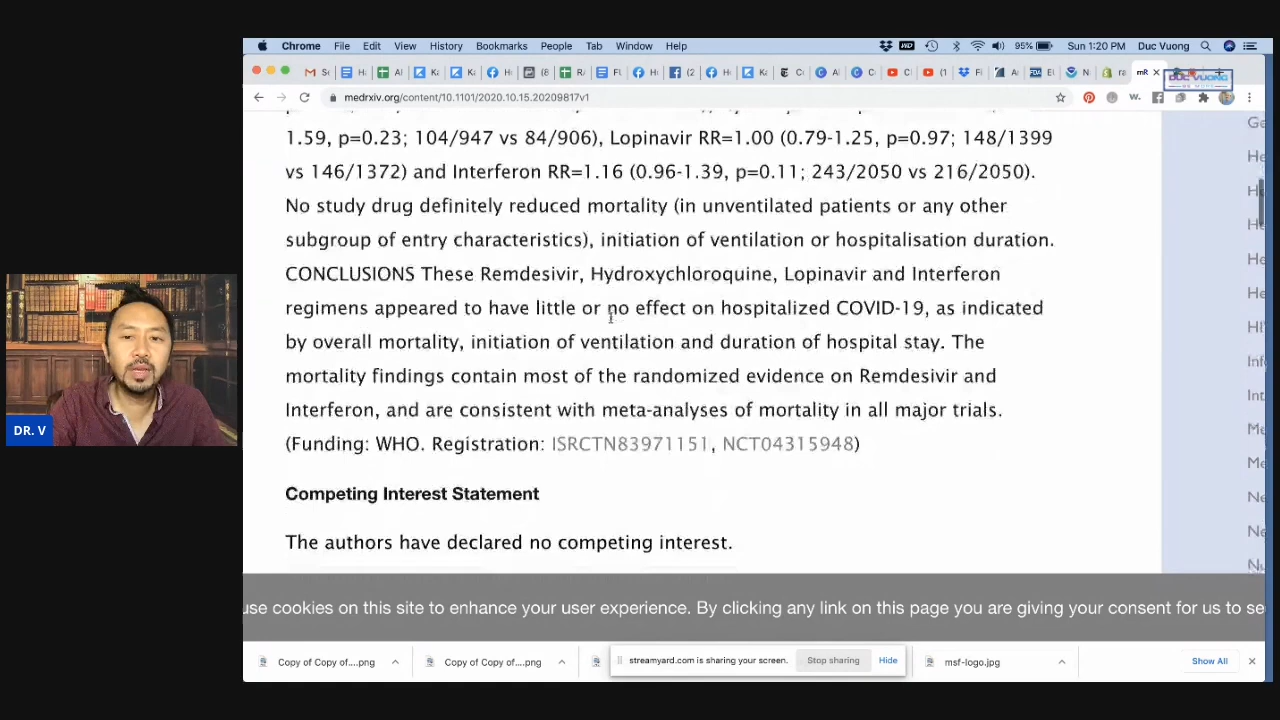 Chrome File Edit View History Bookmarks People Tab Window Help 95% Sun 1:20 PM Duc Vuong
medrxiv.org/content/10.1101/2020.10.15.20209817v1
1.59, p=0.23; 104/947 vs 84/906), Lopinavir RR=1.00 (0.79-1.25, p=0.97; 148/1399
vs 146/1372) and Interferon RR=1.16 (0.96-1.39, p=0.11; 243/2050 vs 216/2050).
No study drug definitely reduced mortality (in unventilated patients or any other
subgroup of entry characteristics), initiation of ventilation or hospitalisation duration.
CONCLUSIONS These Remdesivir, Hydroxychloroquine, Lopinavir and Interferon
regimens appeared to have little or no effect on hospitalized COVID-19, as indicated
by overall mortality, initiation of ventilation and duration of hospital stay. The
mortality findings contain most of the randomized evidence on Remdesivir and
Interferon, and are consistent with meta-analyses of mortality in all major trials.
(Funding: WHO. Registration: ISRCTN83971151, NCT04315948)
Competing Interest Statement
The authors have declared no competing interest.
DR. V
use cookies on this site to enhance your user experience. By clicking any link on this page you are giving your consent for us to se
Copy of Copy of....png Copy of Copy of....png streamyard.com is sharing your screen. Stop sharing Hide msf-logo.jpg Show All